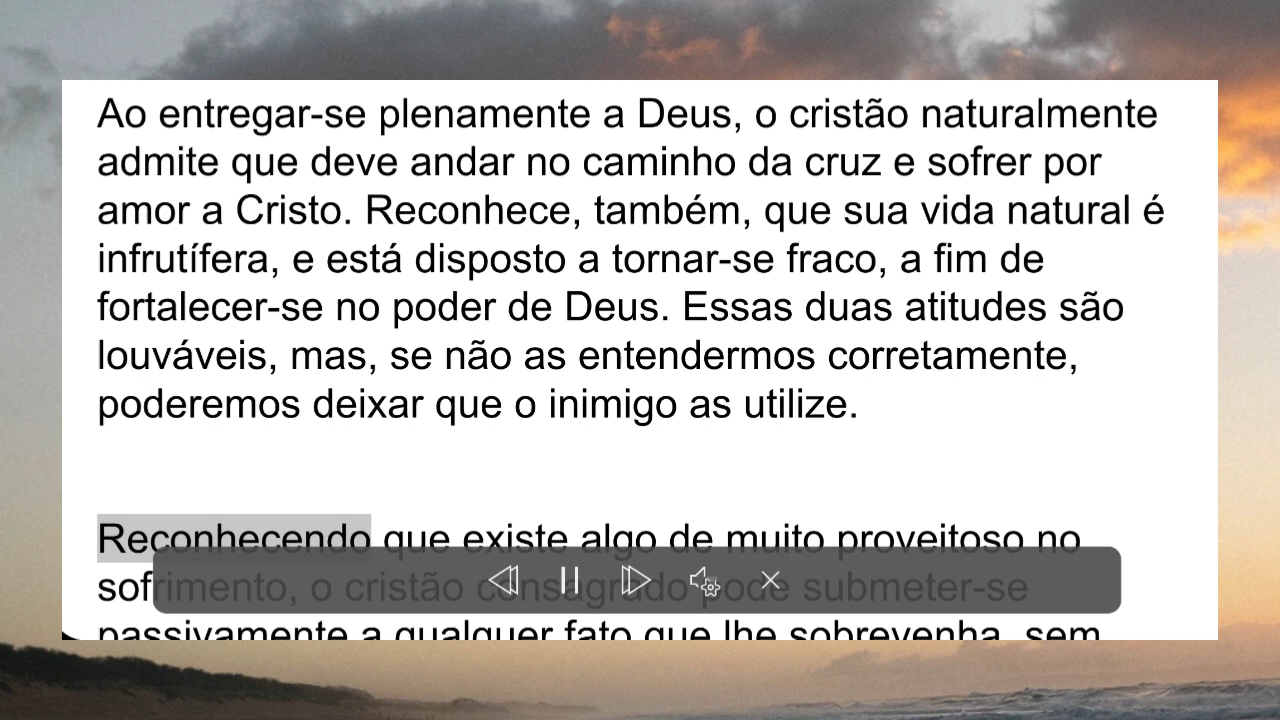 Ao entregar-se plenamente a Deus, o cristão naturalmente
admite que deve andar no caminho da cruz e sofrer por
amor a Cristo. Reconhece, também, que sua vida natural é
infrutífera, e está disposto a tornar-se fraco, a fim de
fortalecer-se no poder de Deus. Essas duas atitudes são
louváveis, mas, se não as entendermos corretamente,
poderemos deixar que o inimigo as utilize.
Reconhecendo que existe algo de muito proveitoso no
sofrimento, o cristão consagrado pode submeter-se
passivamente a qualquer fato que lhe sobrevenha, sem